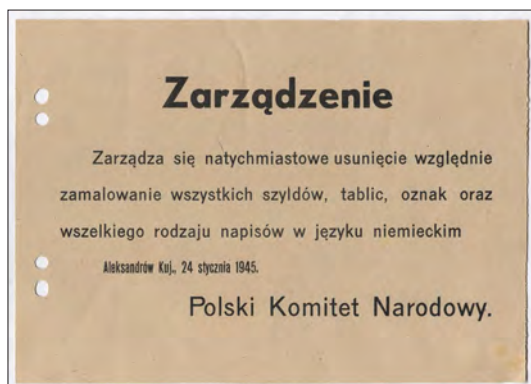 Zarządzenie
Zarządza się natychmiastowe usunięcie względnie
zamalowanie wszystkich szyldów, tablic, oznak oraz
wszelkiego rodzaju napisów w języku niemieckim
Aleksandrów Kuj., 24 stycznia 1945.
Polski Komitet Narodowy.